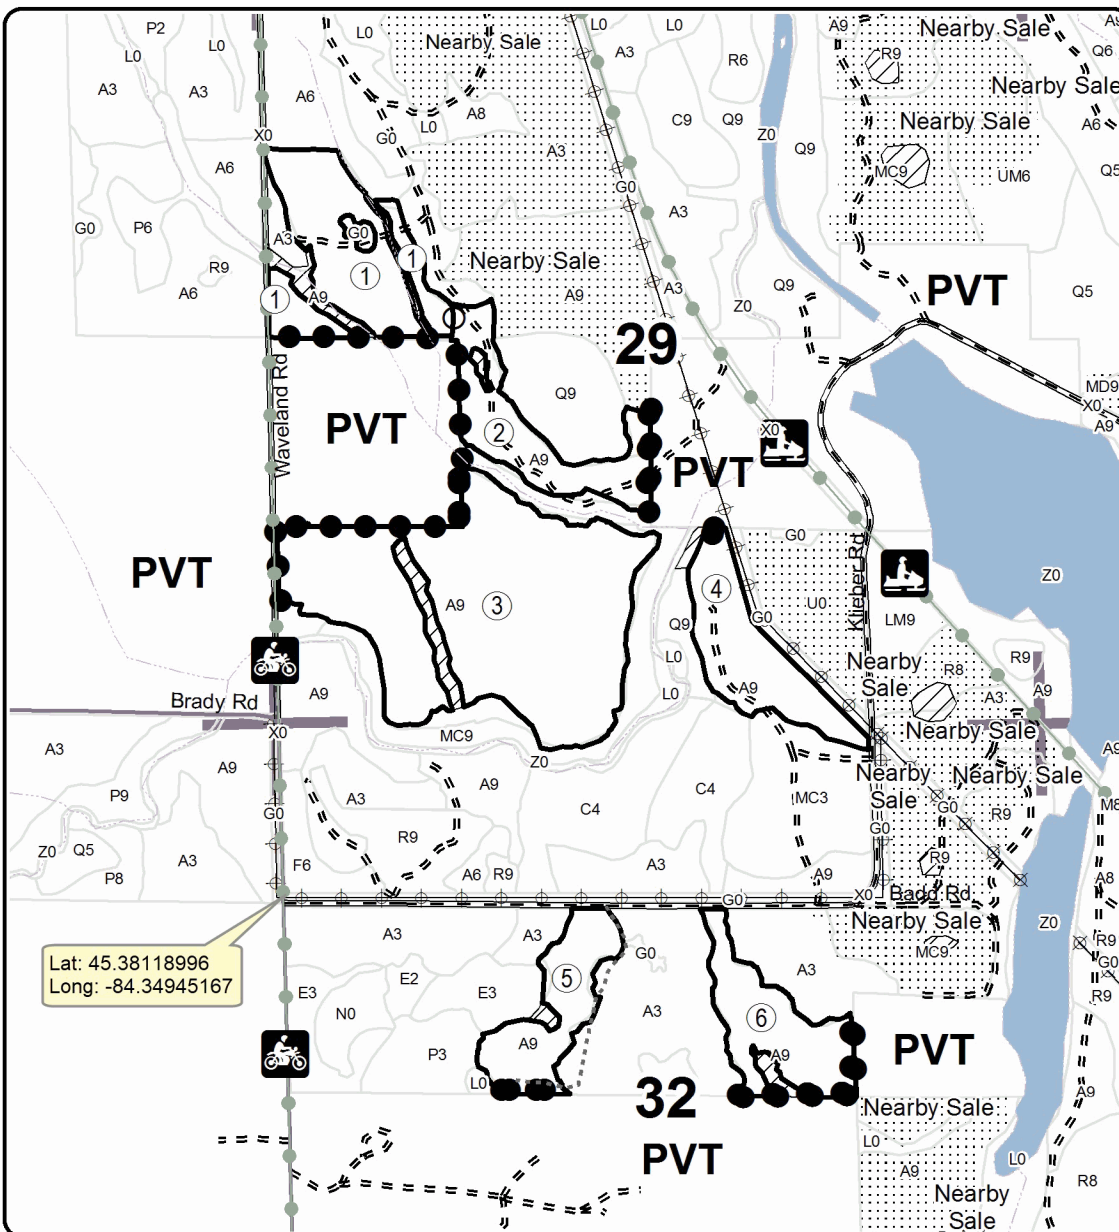 P2
L0
L0
Nearby Sale
L0
L0
A9
Nearby Sale
L0
A3
A3
A3
R6
R9
Q6
Nearby Sale
A6
A8
C9
Q9
Nearby Sale
A6
X0
G0
L0
Z0
A3
Q9
A6
MC9
UM6
Q5
G0
G0
P6
A3
G0
A3
R9
1
1
Nearby Sale
A6
1
A9
A9
A3
Z0
Q9
PVT
Q5
29
Waveland Rd
PVT
Q9
MD9
X0
A9
2
A9
X0
PVT
G0
PVT
Kleber Rd
Z0
3
A9
4
U0
G0
LM9
Q9
L0
Nearby
Sale
R8
R9
A3
A9
L0
A9
A9
Brady Rd
X0
MC9
Nearby Sale
A3
A9
Z0
Nearby
Sale
Nearby Sale
A9
P9
A3
A9
C4
C4
MC3
G0
M8
G0
R9
G0
R9
Z0
Q5
A3
P8
F6
A6
R9
A3
A9
R9
A8
G0
X0
Badd Rd
Nearby Sale
Z0
A3
A3
G0
MC9
R9
G0
Lat: 45.38118996
Long: -84.34945167
E3
E2
E3
5
A3
R9
N0
A3
6
P3
A9
A9
PVT
L0
32
A9
Nearby Sale
PVT
L0
A9
L0
R8
Nearby
Sale